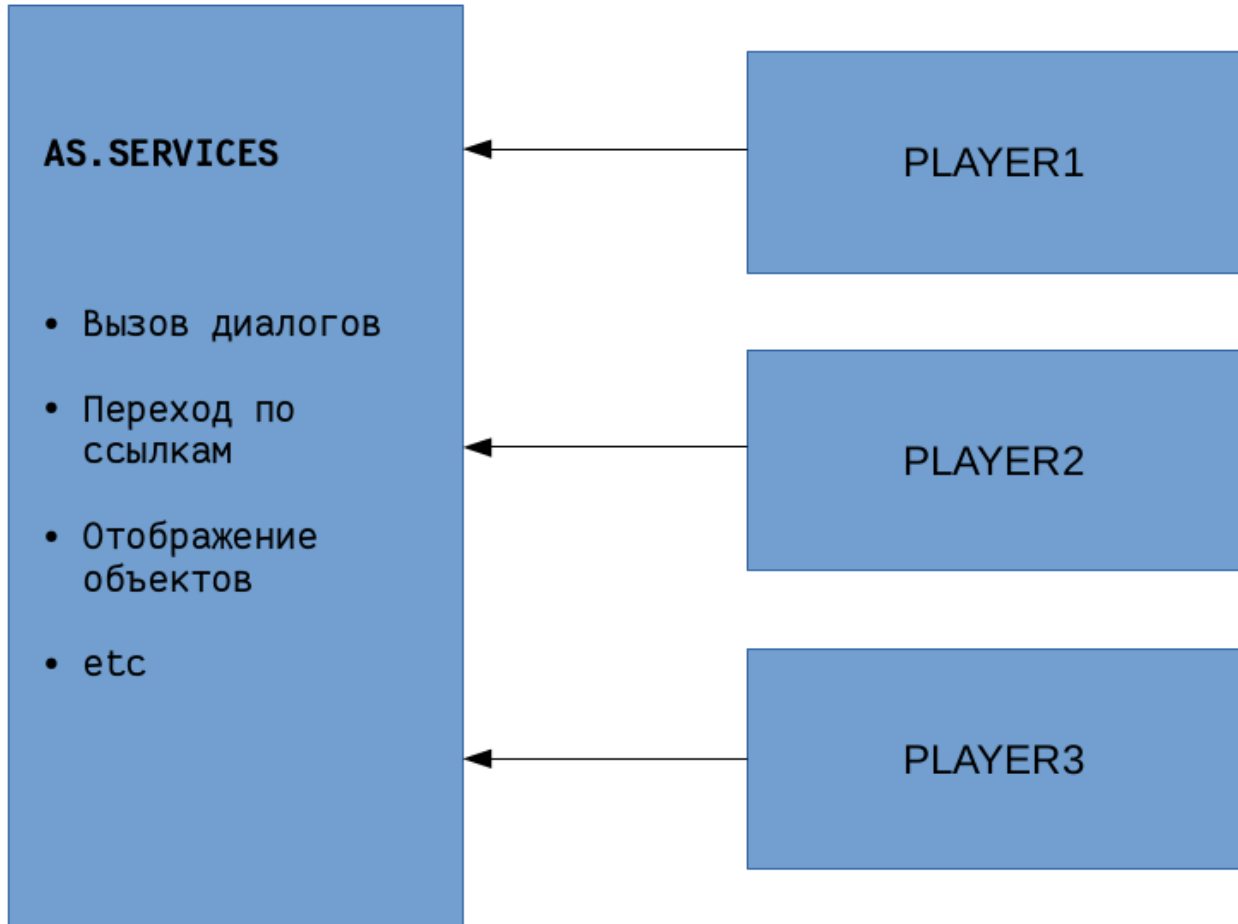 AS.SERVICES
• Вызов диалогов
• Переход по
ссылкам
• Отображение
объектов
• etc
PLAYER1
PLAYER2
PLAYER3